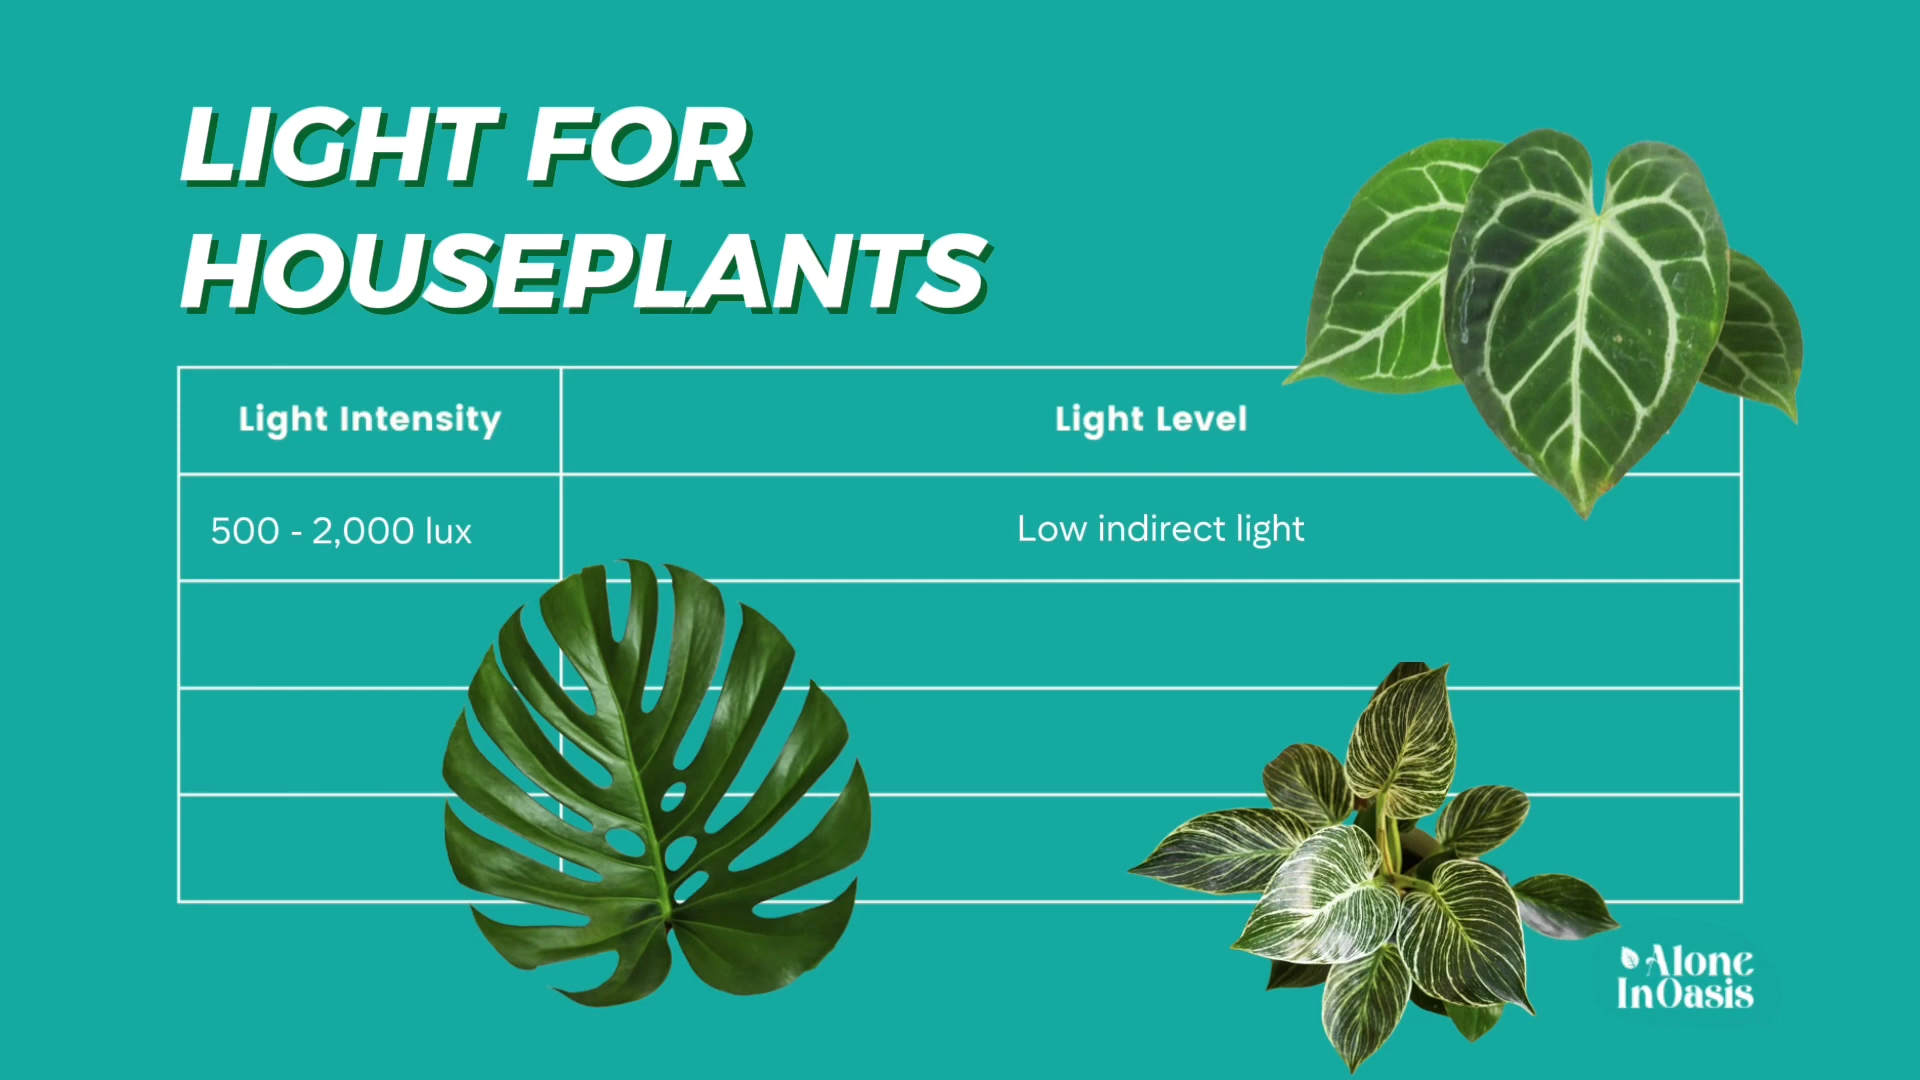 LIGHT FOR
HOUSEPLANTS
Light Intensity
Light Level
500 - 2,000 lux
Low indirect light
Alone
InOasis